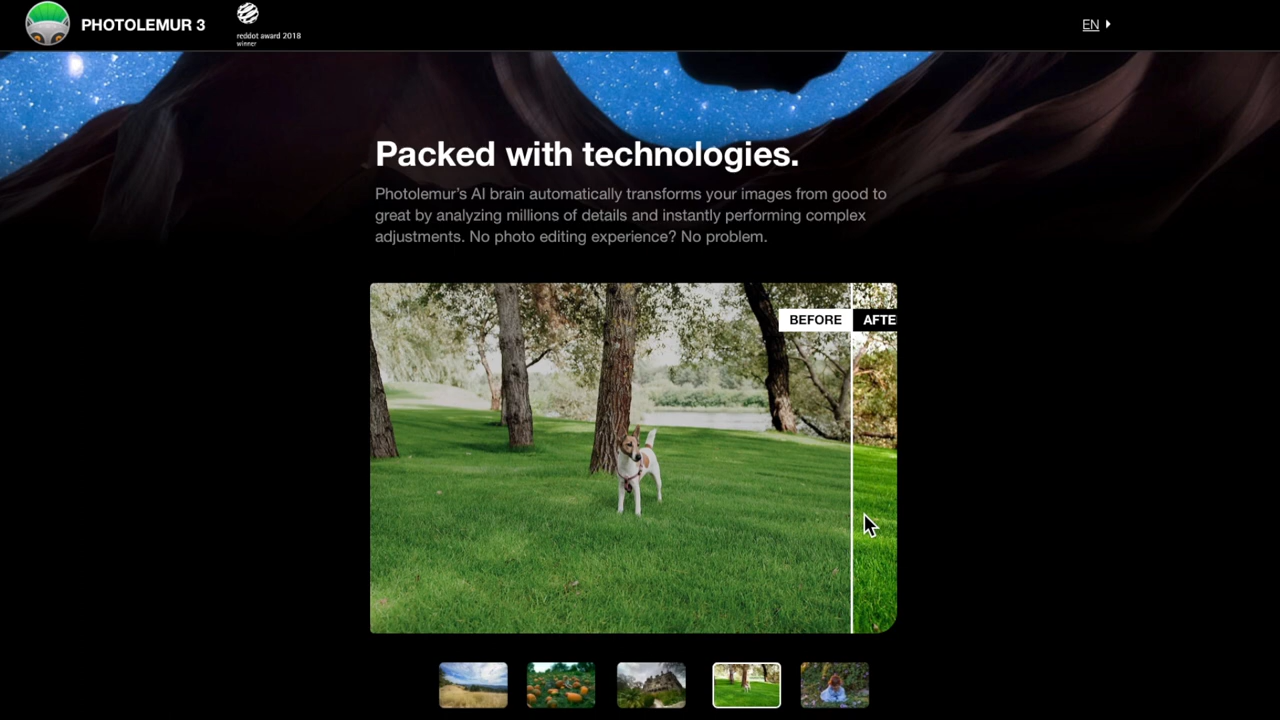 PHOTOLEMUR 3
reddot award 2018
winner
EN
Packed with technologies.
Photolemur's AI brain automatically transforms your images from good to
great by analyzing millions of details and instantly performing complex
adjustments. No photo editing experience? No problem.
BEFORE
AFTE